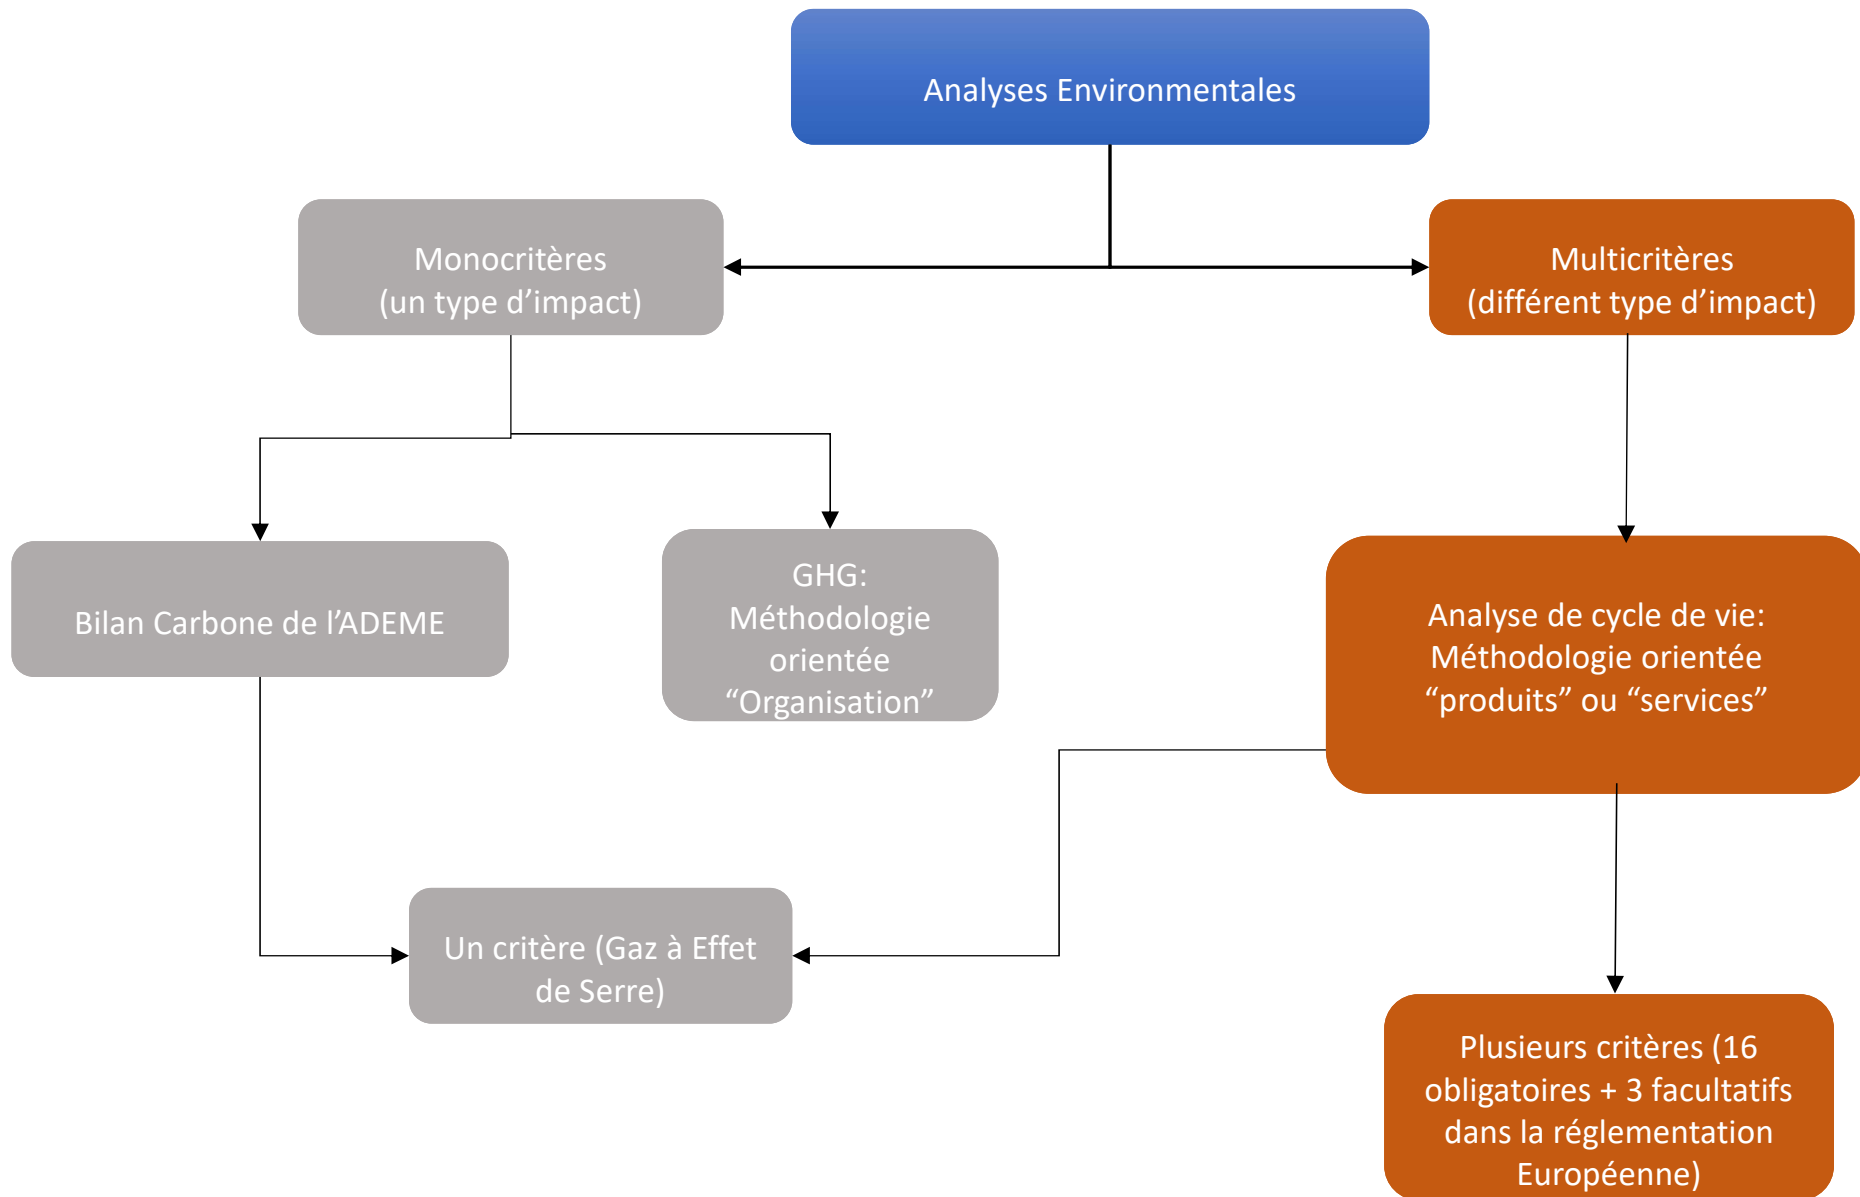 Analyses Environmentales
Monocritères
(un type d’impact)
Multicritères
(différent type d’impact)
Bilan Carbone de l’ADEME
GHG:
Méthodologie
orientée
“Organisation”
Analyse de cycle de vie:
Méthodologie orientée
“produits” ou “services”
Un critère (Gaz à Effet
de Serre)
Plusieurs critères (16
obligatoires + 3 facultatifs
dans la réglementation
Européenne)